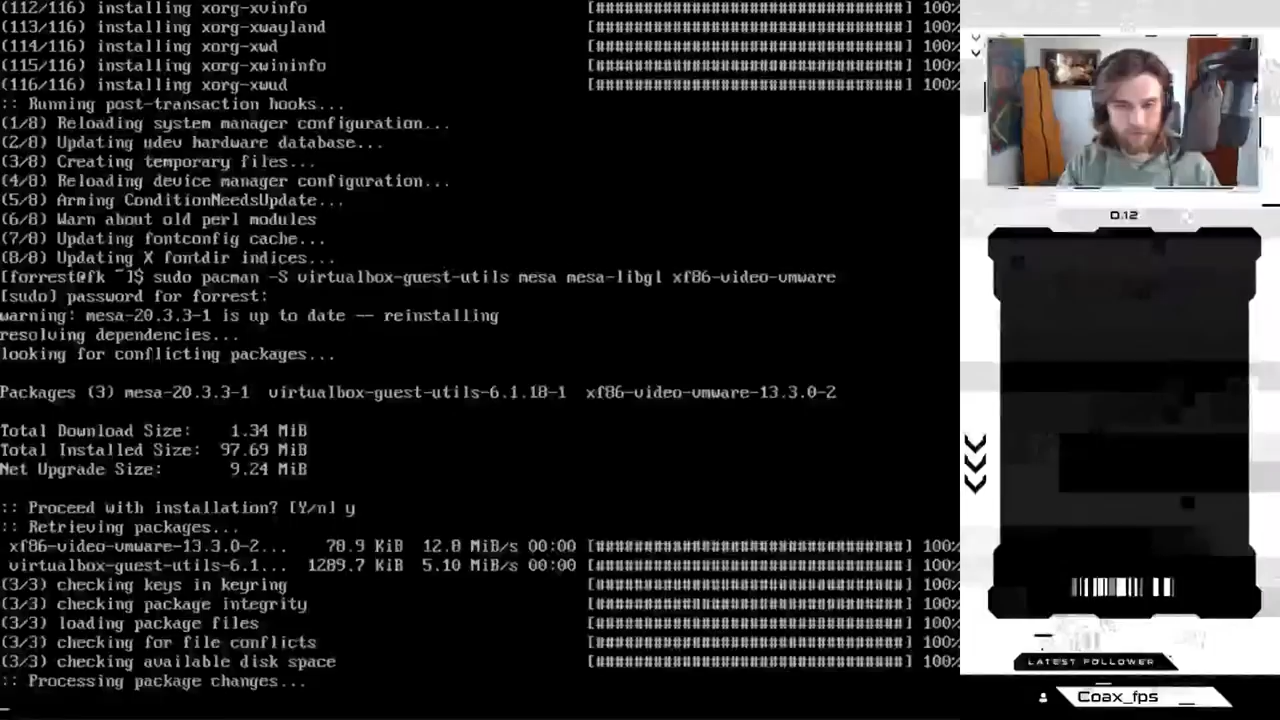 (112/116) installing xorg-xvinfo [################################] 100%
(113/116) installing xorg-xwayland [################################] 100%
(114/116) installing xorg-xwd [################################] 100%
(115/116) installing xorg-xwininfo [################################] 100%
(116/116) installing xorg-xwud [################################] 100%
:: Running post-transaction hooks...
(1/8) Reloading system manager configuration...
(2/8) Updating udev hardware database...
(3/8) Creating temporary files...
(4/8) Reloading device manager configuration...
(5/8) Arming ConditionNeedsUpdate...
(6/8) Warn about old perl modules
(7/8) Updating fontconfig cache...
(8/8) Updating X fontdir indices...
[forrest@fk ~]$ sudo pacman -S virtualbox-guest-utils mesa mesa-libgl xf86-video-vmware
[sudo] password for forrest:
warning: mesa-20.3.3-1 is up to date -- reinstalling
resolving dependencies...
looking for conflicting packages...
Packages (3) mesa-20.3.3-1 virtualbox-guest-utils-6.1.18-1 xf86-video-vmware-13.3.0-2
Total Download Size: 1.34 MiB
Total Installed Size: 97.69 MiB
Net Upgrade Size: 9.24 MiB
:: Proceed with installation? [Y/n] y
:: Retrieving packages...
xf86-video-vmware-13.3.0-2... 78.9 KiB 12.8 MiB/s 00:00 [################################] 100%
virtualbox-guest-utils-6.1... 1289.7 KiB 5.10 MiB/s 00:00 [################################] 100%
(3/3) checking keys in keyring [################################] 100%
(3/3) checking package integrity [################################] 100%
(3/3) loading package files [################################] 100%
(3/3) checking for file conflicts [################################] 100%
(3/3) checking available disk space [################################] 100%
:: Processing package changes...
0.12
LATEST FOLLOWER
Coax_fps